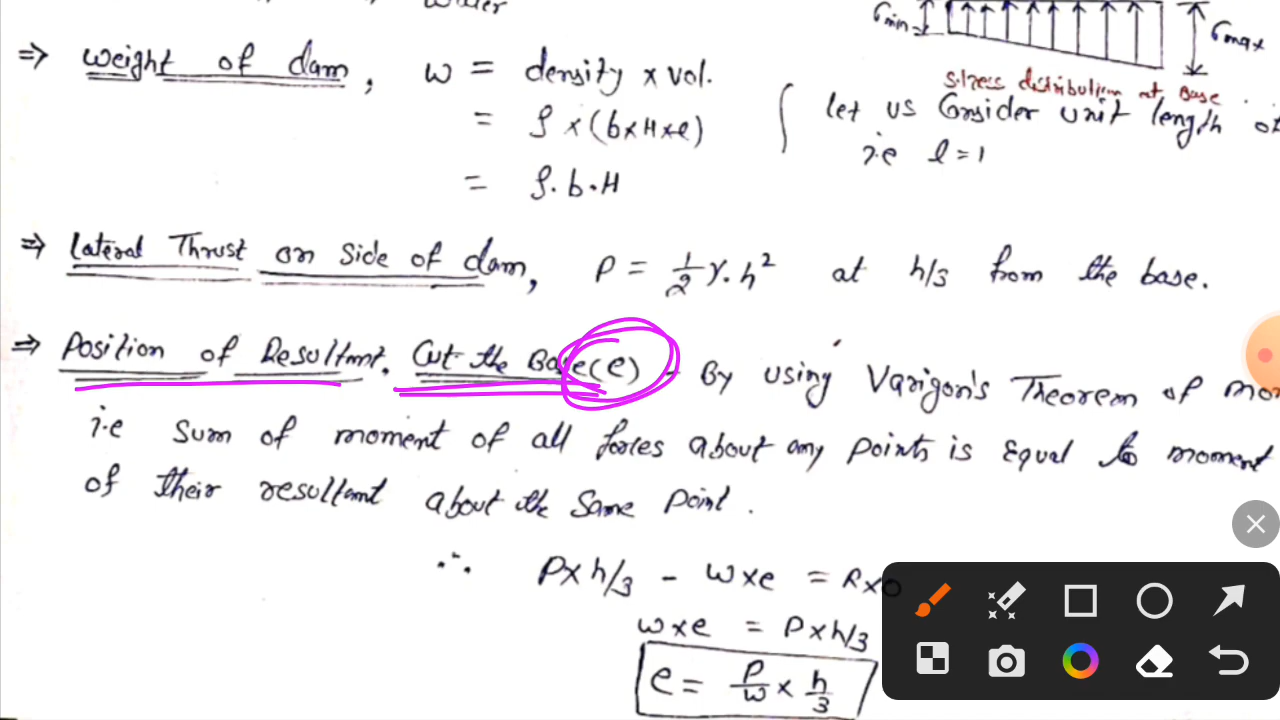 water
σmin
σmax
stress distribution at Base
⇒ Weight of dam, W = density × vol.
= ρ × (b×H×e)
= ρ.b.H
let us Consider unit length of
i.e l = 1
⇒ Lateral Thrust on Side of dam, P = 1/2 γ.h² at h/3 from the base.
⇒ Position of Resultant. Cut the Base(e) - By using Varigon's Theorem of mom
i.e Sum of moment of all forces about any points is equal to moment
of their resultant about the Same Point.
∴ P×h/3 - W×e = R×0
W×e = P×h/3
e = P/W × h/3